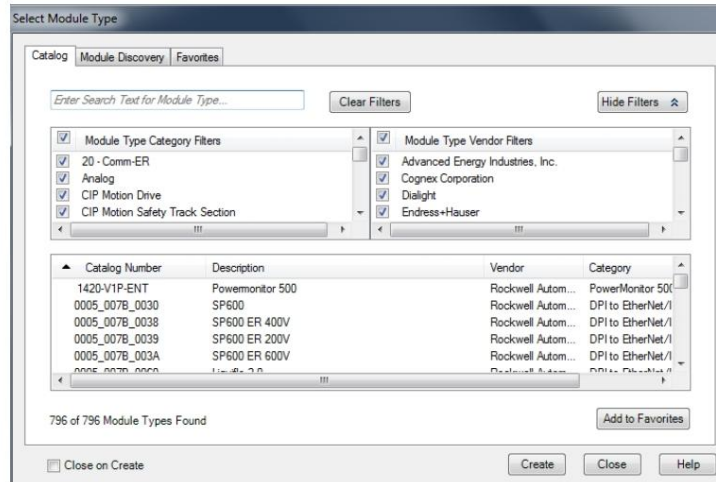 Select Module Type
Catalog Module Discovery Favorites
Enter Search Text for Module Type...
Clear Filters
Hide Filters
Module Type Category Filters
20 - Comm-ER
Analog
CIP Motion Drive
CIP Motion Safety Track Section
Module Type Vendor Filters
Advanced Energy Industries, Inc.
Cognex Corporation
Dialight
Endress+Hauser
Catalog Number Description Vendor Category
1420-V1P-ENT Powermonitor 500 Rockwell Autom... PowerMonitor 500
0005_007B_0030 SP600 Rockwell Autom... DPI to EtherNet/I
0005_007B_0038 SP600 ER 400V Rockwell Autom... DPI to EtherNet/I
0005_007B_0039 SP600 ER 200V Rockwell Autom... DPI to EtherNet/I
0005_007B_003A SP600 ER 600V Rockwell Autom... DPI to EtherNet/I
796 of 796 Module Types Found
Add to Favorites
Close on Create
Create Close Help